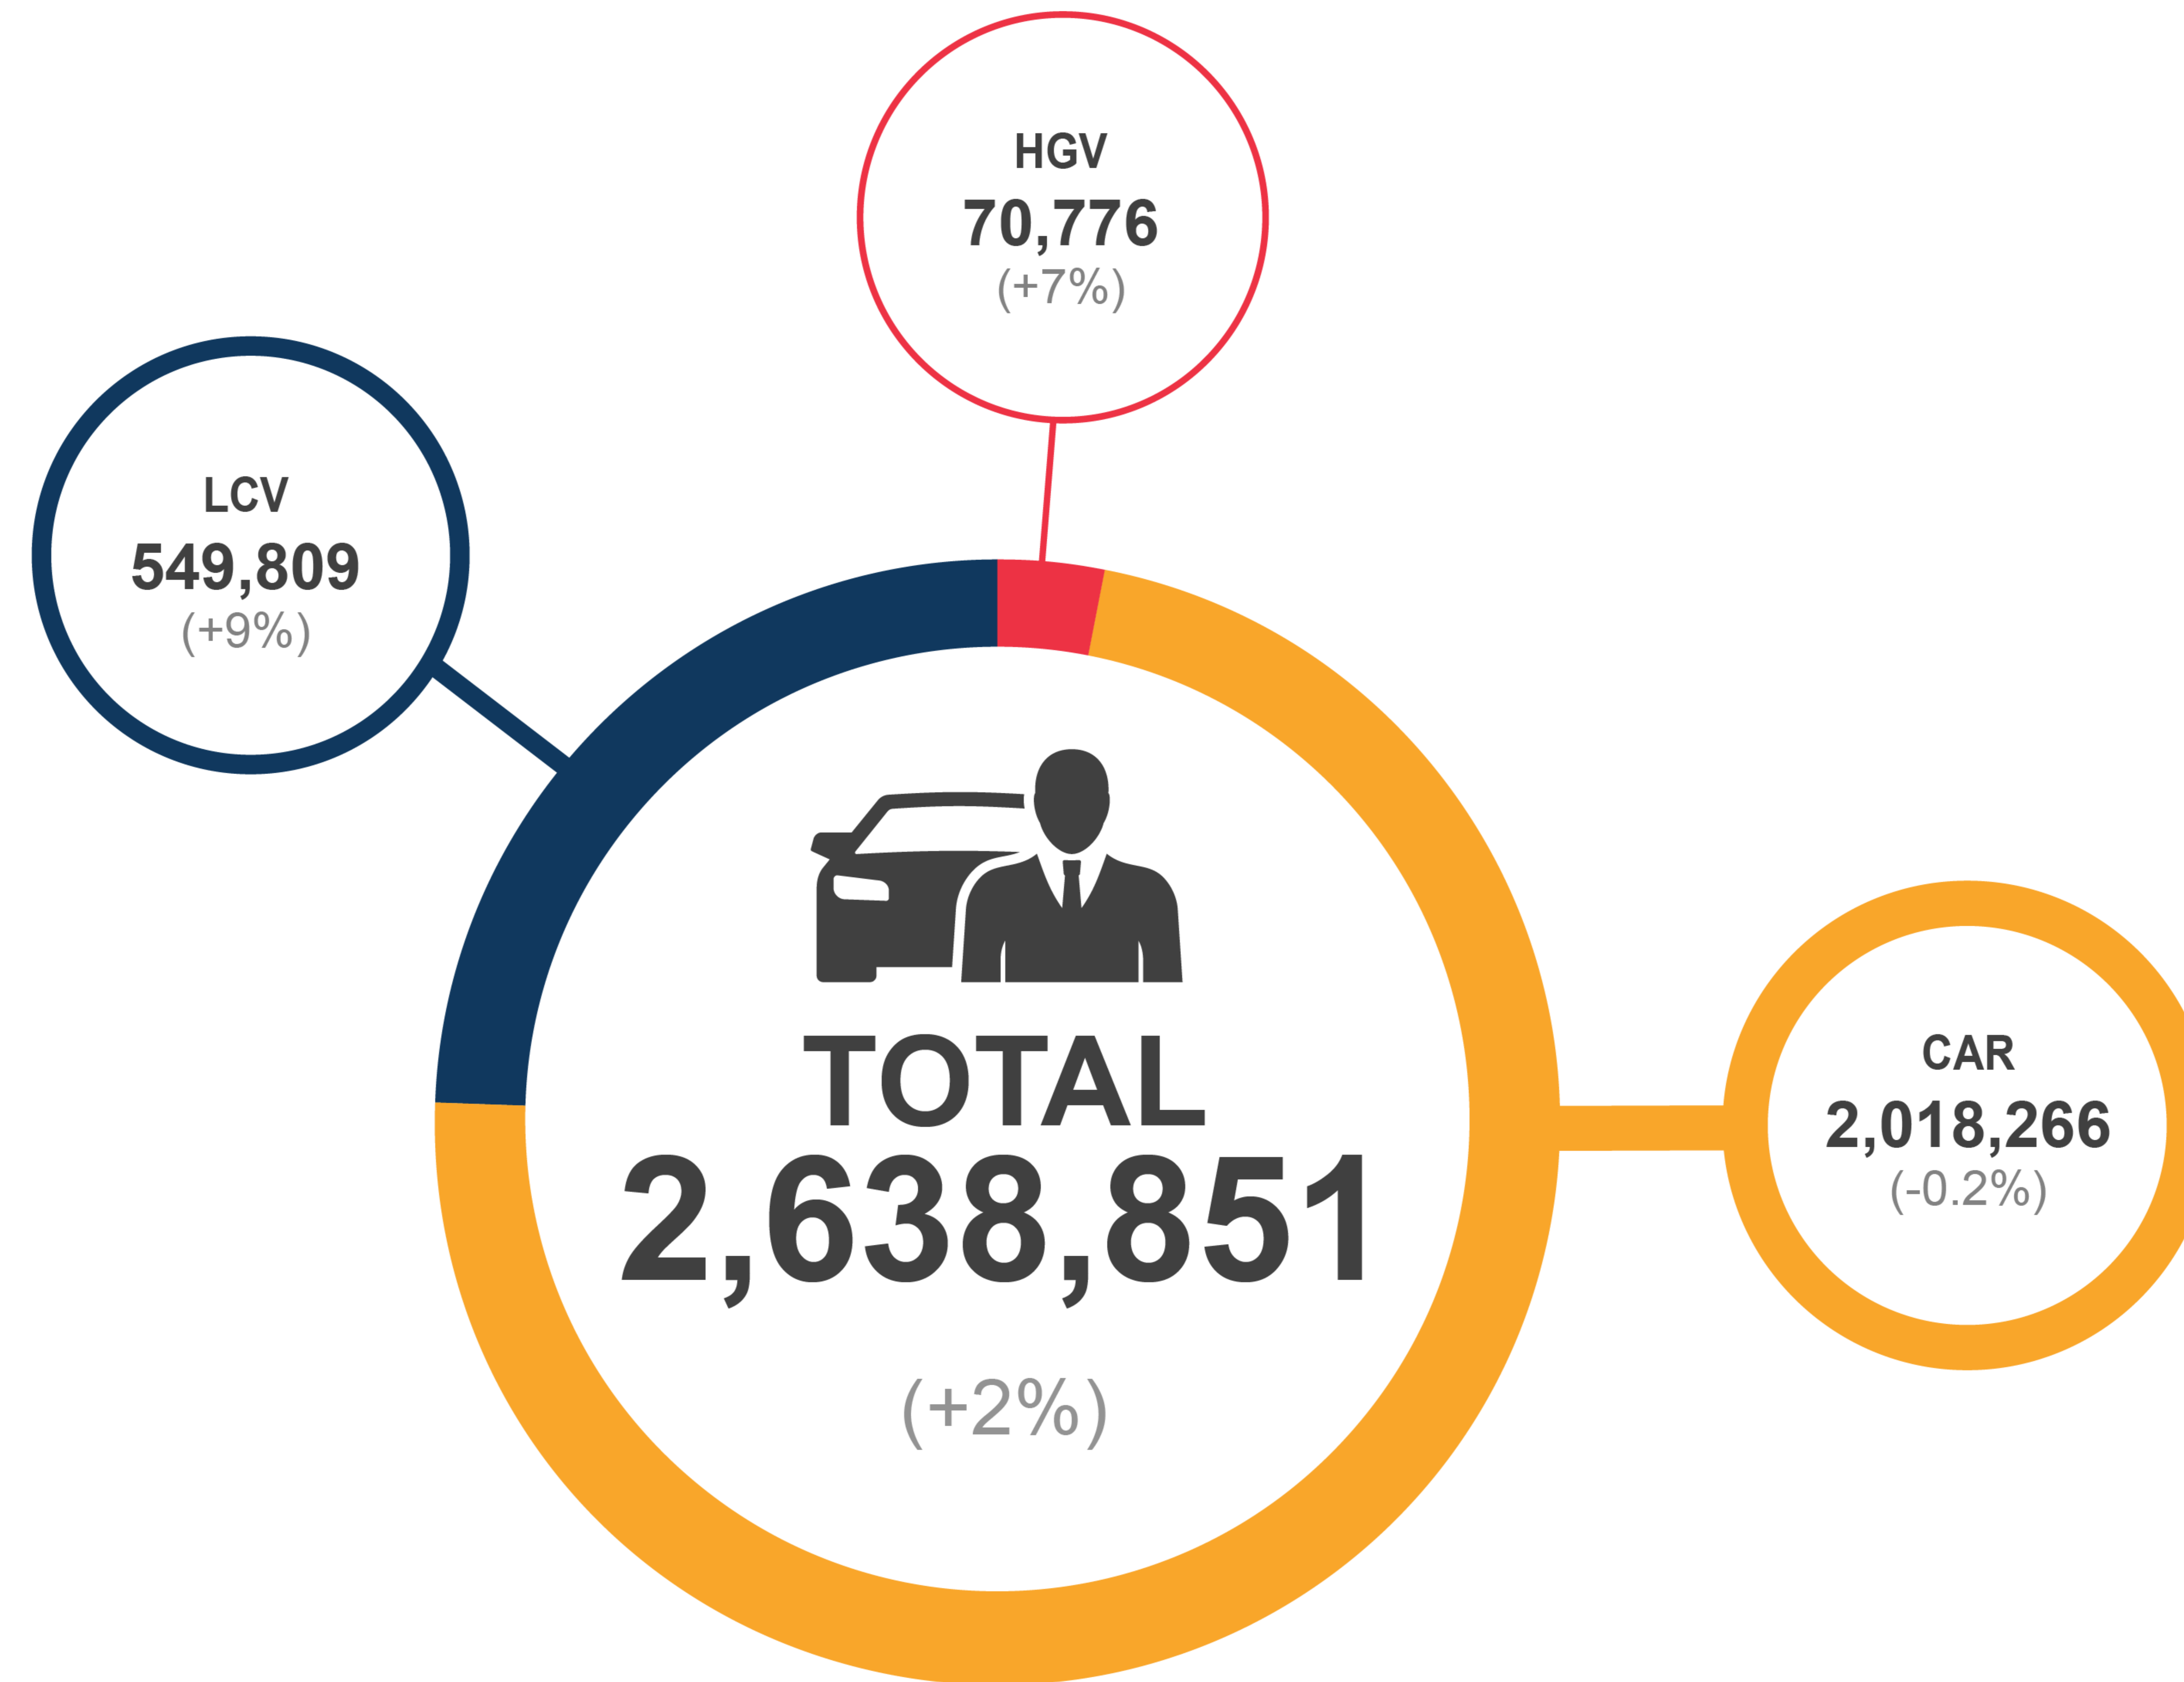 HGV
70,776
(+7%)
LCV
549,809
(+9%)
TOTAL
2,638,851
(+2%)
CAR
2,018,266
(-0.2%)